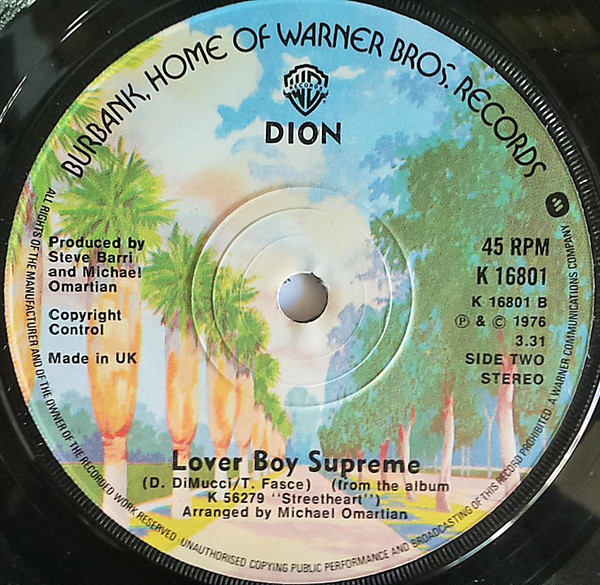 BURBANK, HOME OF WARNER BROS. RECORDS
RECORDS
DION
Produced by
Steve Barri
and Michael
Omartian
Copyright
Control
Made in UK
45 RPM
K 16801
K 16801 B
℗ & © 1976
3.31
SIDE TWO
STEREO
Lover Boy Supreme
(D. DiMucci/T. Fasce) (from the album
K 56279 "Streetheart")
Arranged by Michael Omartian
ALL RIGHTS OF THE MANUFACTURER AND OF THE OWNER OF THE RECORDED WORK RESERVED · UNAUTHORISED COPYING PUBLIC PERFORMANCE AND BROADCASTING OF THIS RECORD PROHIBITED · A WARNER COMMUNICATIONS COMPANY